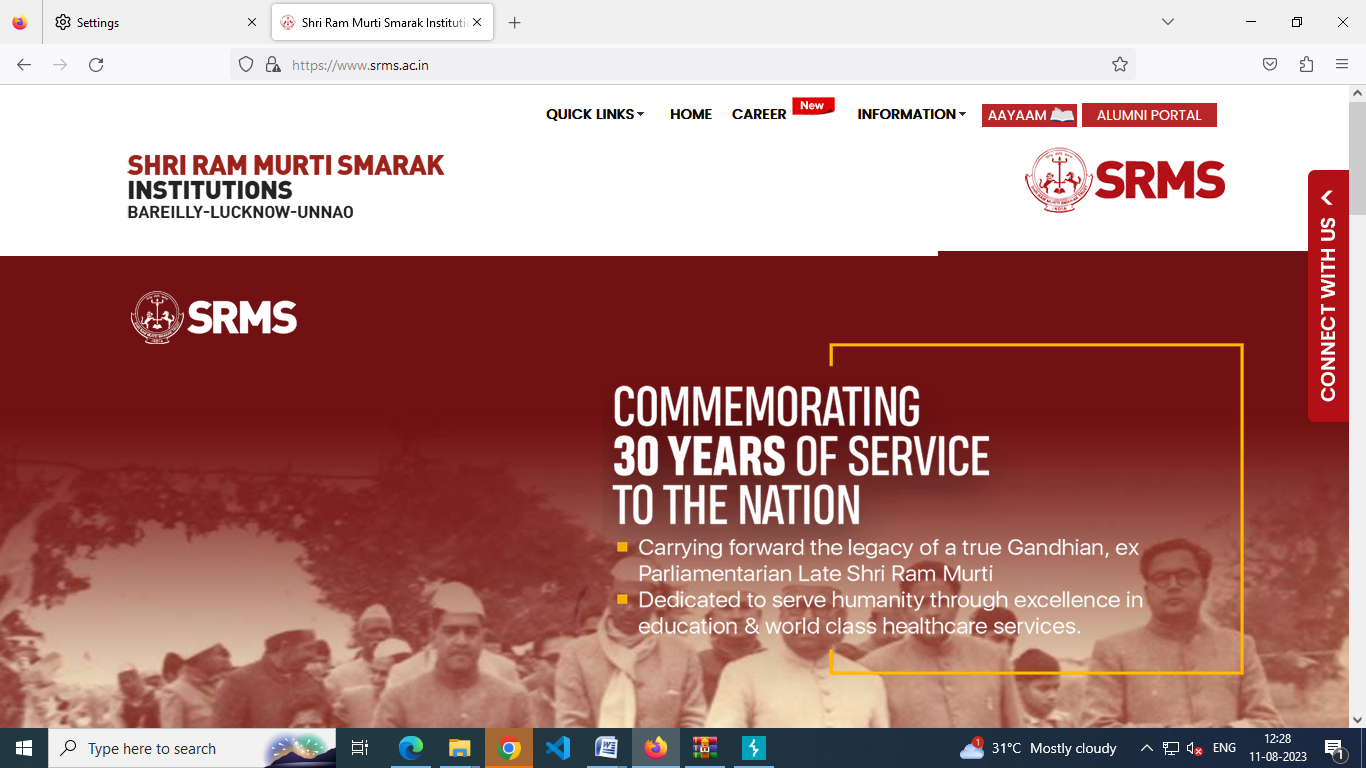 Settings
Shri Ram Murti Smarak Instituti
https://www.srms.ac.in
QUICK LINKS
HOME
CAREER
New
INFORMATION
AAYAAM
ALUMNI PORTAL
SHRI RAM MURTI SMARAK
INSTITUTIONS
BAREILLY-LUCKNOW-UNNAO
SRMS
CONNECT WITH US
SRMS
COMMEMORATING
30 YEARS OF SERVICE
TO THE NATION
Carrying forward the legacy of a true Gandhian, ex
Parliamentarian Late Shri Ram Murti
Dedicated to serve humanity through excellence in
education & world class healthcare services.
Type here to search
1
31°C Mostly cloudy
ENG
12:28
11-08-2023
1